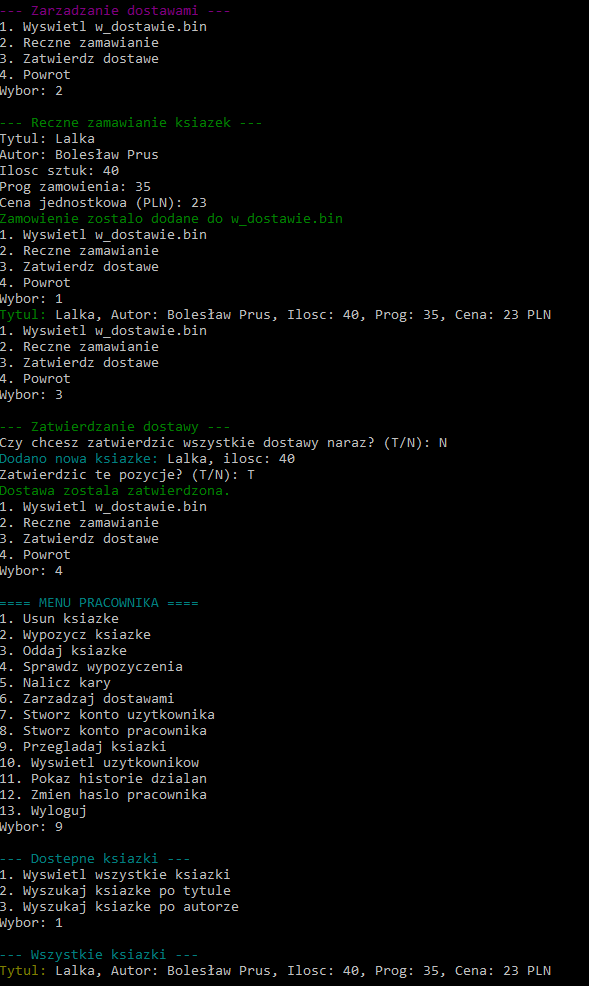 --- Zarzadzanie dostawami ---
1. Wyswietl w_dostawie.bin
2. Reczne zamawianie
3. Zatwierdz dostawe
4. Powrot
Wybor: 2
--- Reczne zamawianie ksiazek ---
Tytul: Lalka
Autor: Bolesław Prus
Ilosc sztuk: 40
Prog zamowienia: 35
Cena jednostkowa (PLN): 23
Zamowienie zostalo dodane do w_dostawie.bin
1. Wyswietl w_dostawie.bin
2. Reczne zamawianie
3. Zatwierdz dostawe
4. Powrot
Wybor: 1
Tytul: Lalka, Autor: Bolesław Prus, Ilosc: 40, Prog: 35, Cena: 23 PLN
1. Wyswietl w_dostawie.bin
2. Reczne zamawianie
3. Zatwierdz dostawe
4. Powrot
Wybor: 3
--- Zatwierdzanie dostawy ---
Czy chcesz zatwierdzic wszystkie dostawy naraz? (T/N): N
Dodano nowa ksiazke: Lalka, ilosc: 40
Zatwierdzic te pozycje? (T/N): T
Dostawa zostala zatwierdzona.
1. Wyswietl w_dostawie.bin
2. Reczne zamawianie
3. Zatwierdz dostawe
4. Powrot
Wybor: 4
==== MENU PRACOWNIKA ====
1. Usun ksiazke
2. Wypozycz ksiazke
3. Oddaj ksiazke
4. Sprawdz wypozyczenia
5. Nalicz kary
6. Zarzadzaj dostawami
7. Stworz konto uzytkownika
8. Stworz konto pracownika
9. Przegladaj ksiazki
10. Wyswietl uzytkownikow
11. Pokaz historie dzialan
12. Zmien haslo pracownika
13. Wyloguj
Wybor: 9
--- Dostepne ksiazki ---
1. Wyswietl wszystkie ksiazki
2. Wyszukaj ksiazke po tytule
3. Wyszukaj ksiazke po autorze
Wybor: 1
--- Wszystkie ksiazki ---
Tytul: Lalka, Autor: Bolesław Prus, Ilosc: 40, Prog: 35, Cena: 23 PLN